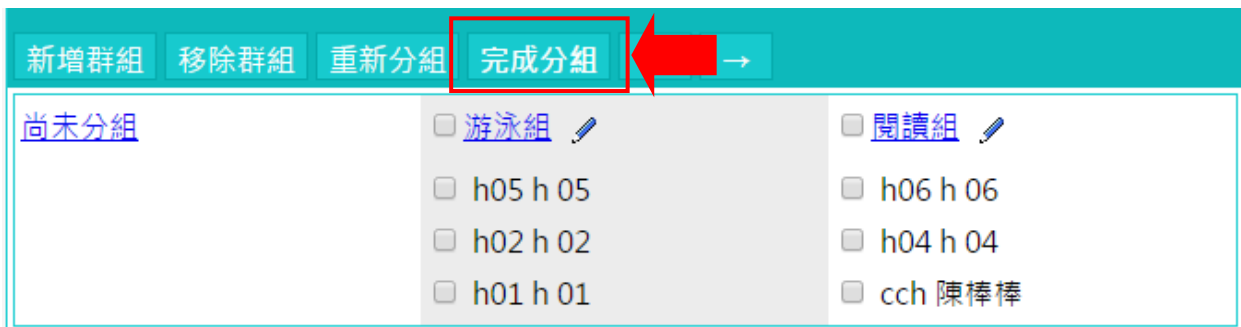 新增群組 移除群組 重新分組 完成分組 →
尚未分組 游泳組 閱讀組
h05 h 05 h06 h 06
h02 h 02 h04 h 04
h01 h 01 cch 陳棒棒